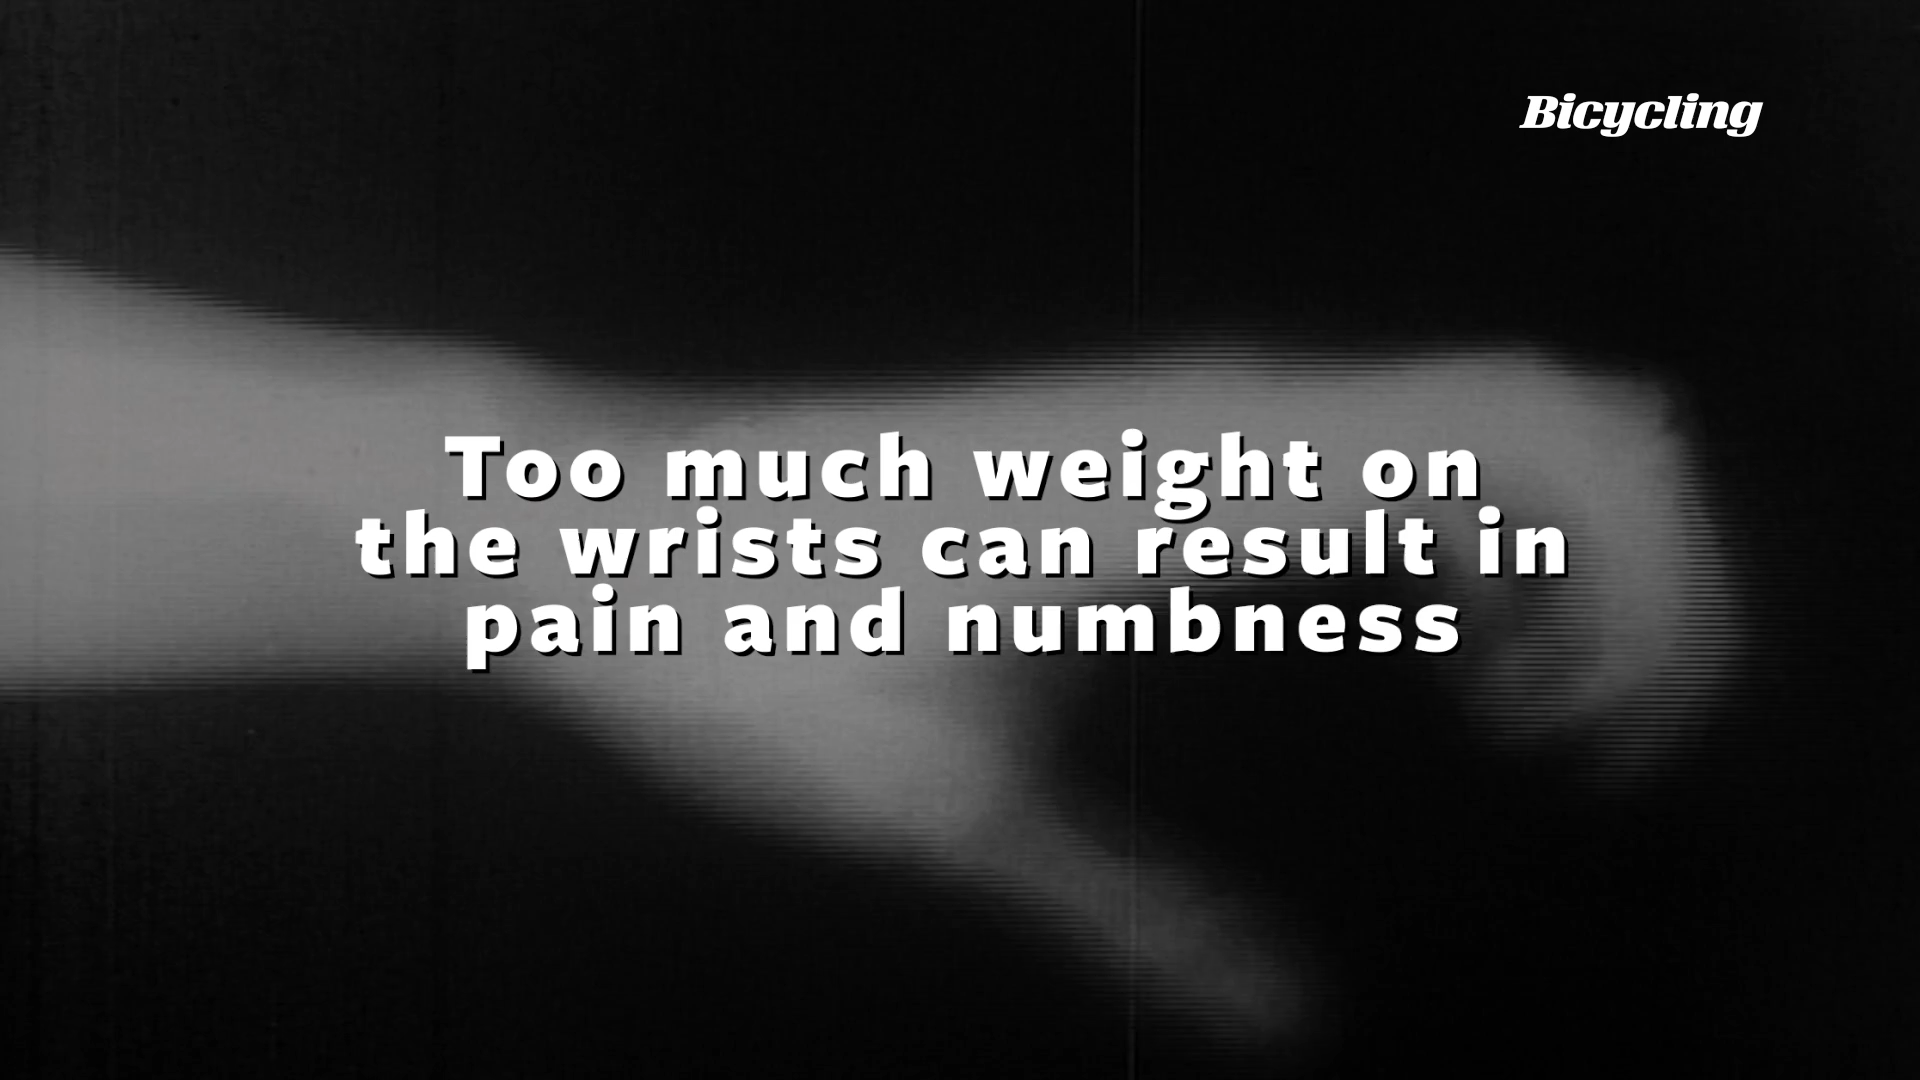 Bicycling
Too much weight on
the wrists can result in
pain and numbness